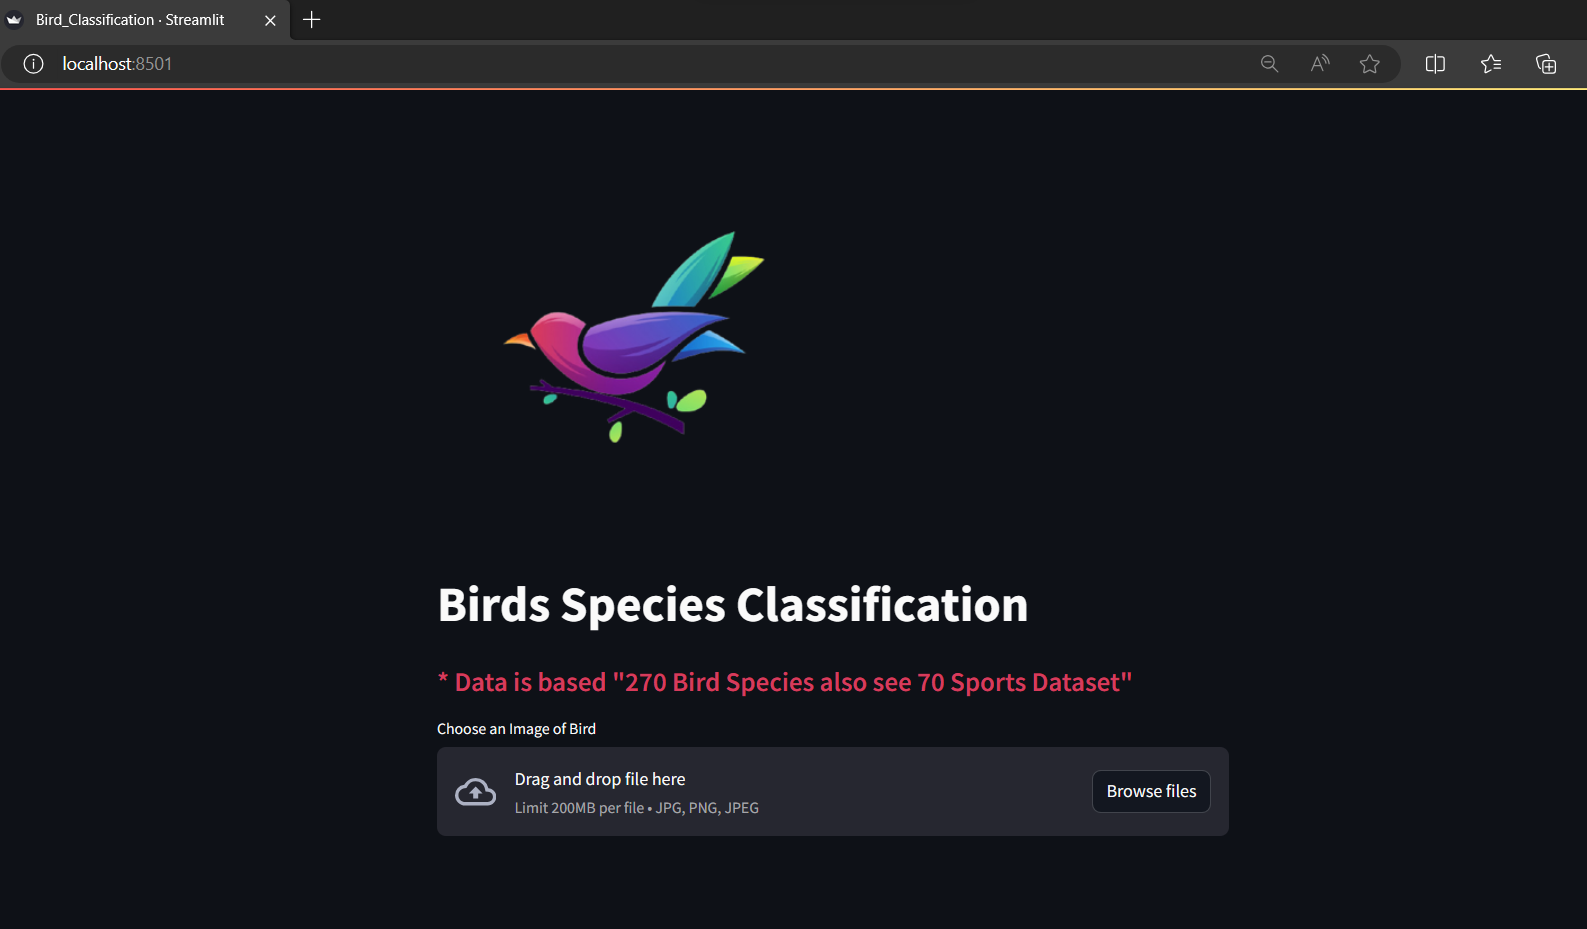 Bird_Classification · Streamlit
localhost:8501
Birds Species Classification
* Data is based "270 Bird Species also see 70 Sports Dataset"
Choose an Image of Bird
Drag and drop file here
Limit 200MB per file • JPG, PNG, JPEG
Browse files